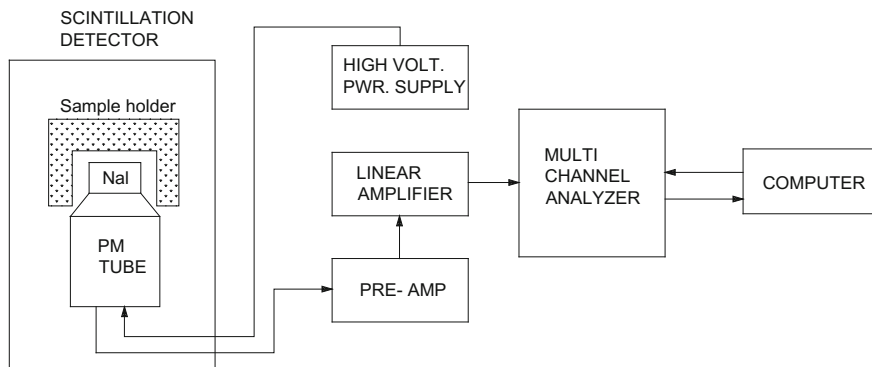 SCINTILLATION
DETECTOR
Sample holder
NaI
PM
TUBE
HIGH VOLT.
PWR. SUPPLY
LINEAR
AMPLIFIER
PRE- AMP
MULTI
CHANNEL
ANALYZER
COMPUTER